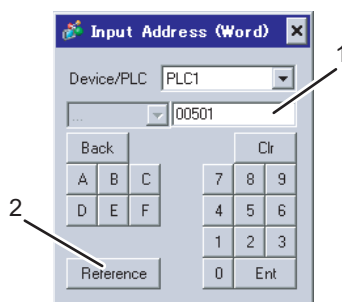 Input Address (Word)
1
Device/PLC PLC1
... 00501
Back Clr
A B C 7 8 9
D E F 4 5 6
2
1 2 3
Reference 0 Ent